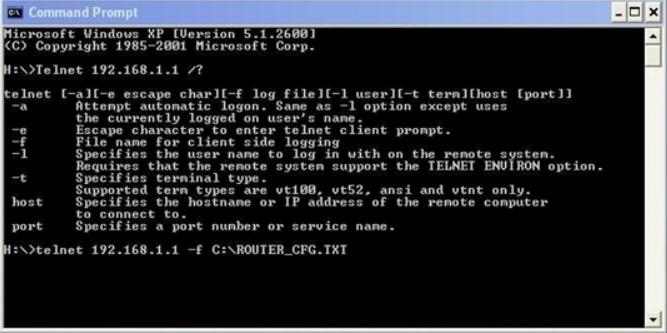 Command Prompt
Microsoft Windows XP [Version 5.1.2600]
(C) Copyright 1985-2001 Microsoft Corp.
H:\>Telnet 192.168.1.1 /?
telnet [-a][-e escape char][-f log file][-l user][-t term][host [port]]
-a Attempt automatic logon. Same as -l option except uses
the currently logged on user's name.
-e Escape character to enter telnet client prompt.
-f File name for client side logging
-l Specifies the user name to log in with on the remote system.
Requires that the remote system support the TELNET ENVIRON option.
-t Specifies terminal type.
Supported term types are vt100, vt52, ansi and vtnt only.
host Specifies the hostname or IP address of the remote computer
to connect to.
port Specifies a port number or service name.
H:\>telnet 192.168.1.1 -f C:\ROUTER_CFG.TXT